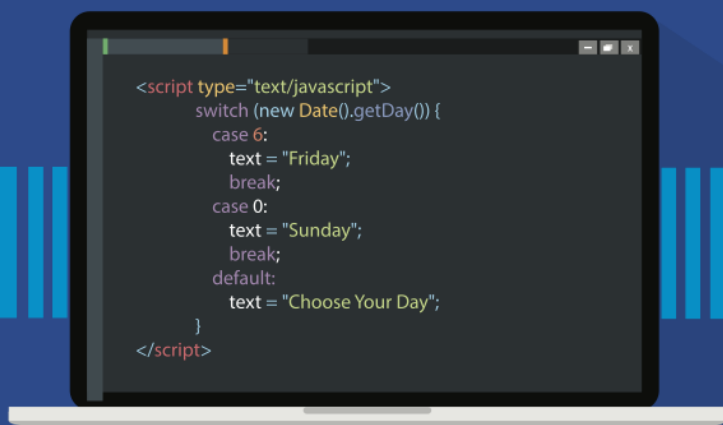 <script type="text/javascript">
switch (new Date().getDay()) {
case 6:
text = "Friday";
break;
case 0:
text = "Sunday";
break;
default:
text = "Choose Your Day";
}
</script>